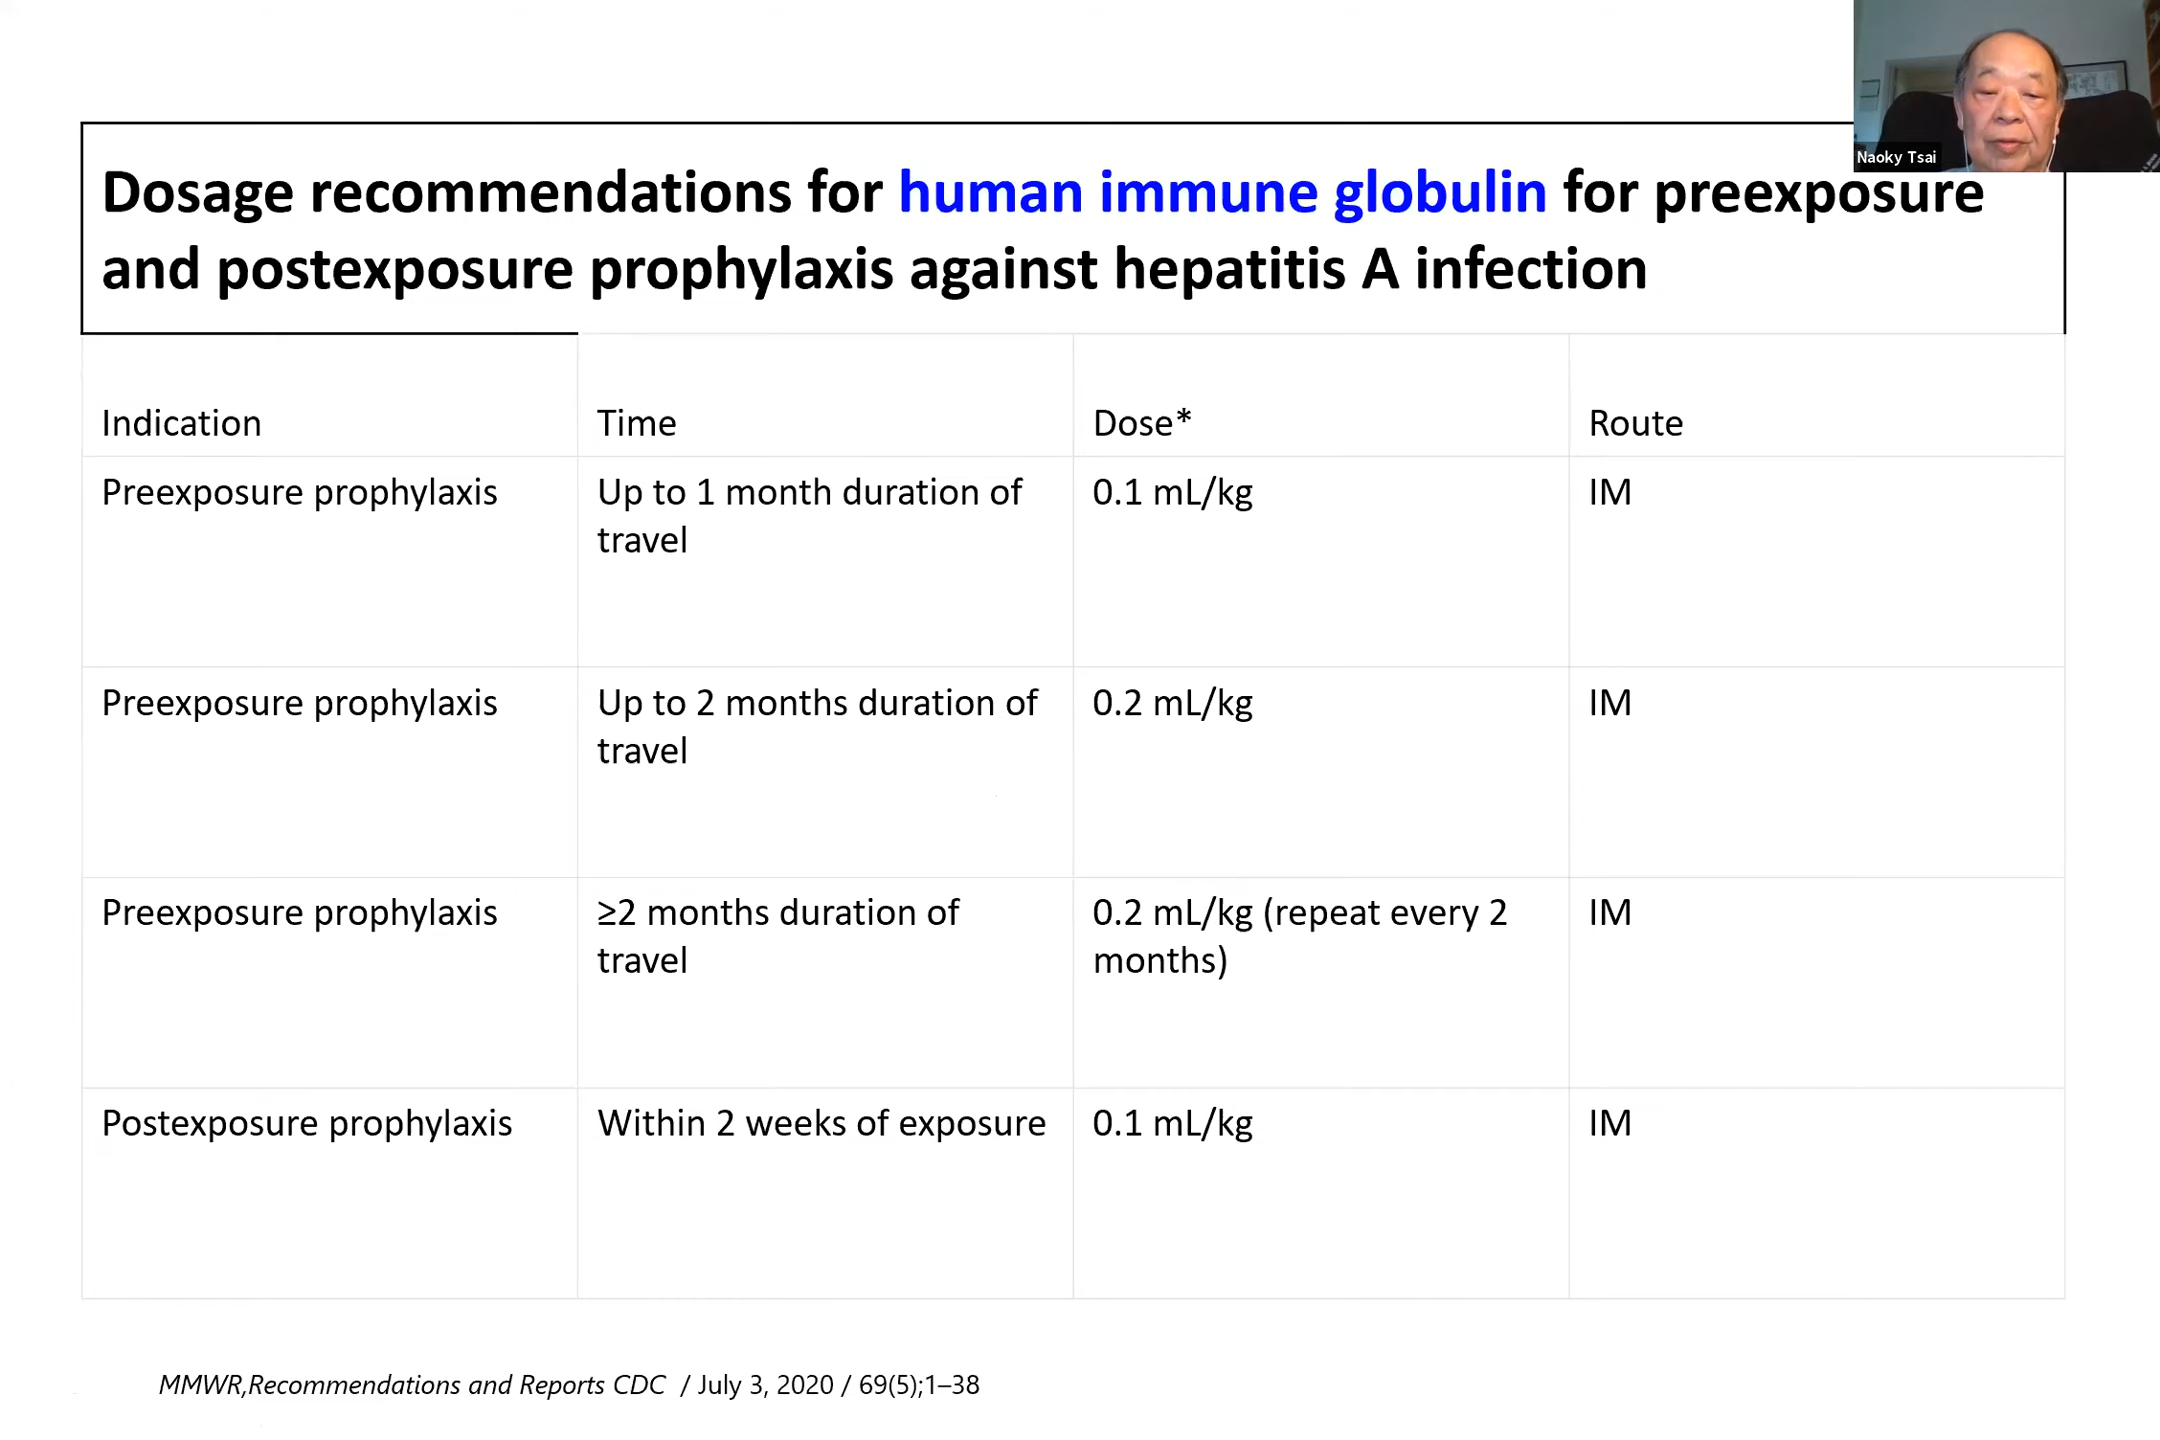 Naoky Tsai
Dosage recommendations for human immune globulin for preexposure
and postexposure prophylaxis against hepatitis A infection
Indication
Time
Dose*
Route
Preexposure prophylaxis
Up to 1 month duration of
travel
0.1 mL/kg
IM
Preexposure prophylaxis
Up to 2 months duration of
travel
0.2 mL/kg
IM
Preexposure prophylaxis
≥2 months duration of
travel
0.2 mL/kg (repeat every 2
months)
IM
Postexposure prophylaxis
Within 2 weeks of exposure
0.1 mL/kg
IM
MMWR,Recommendations and Reports CDC / July 3, 2020 / 69(5);1–38